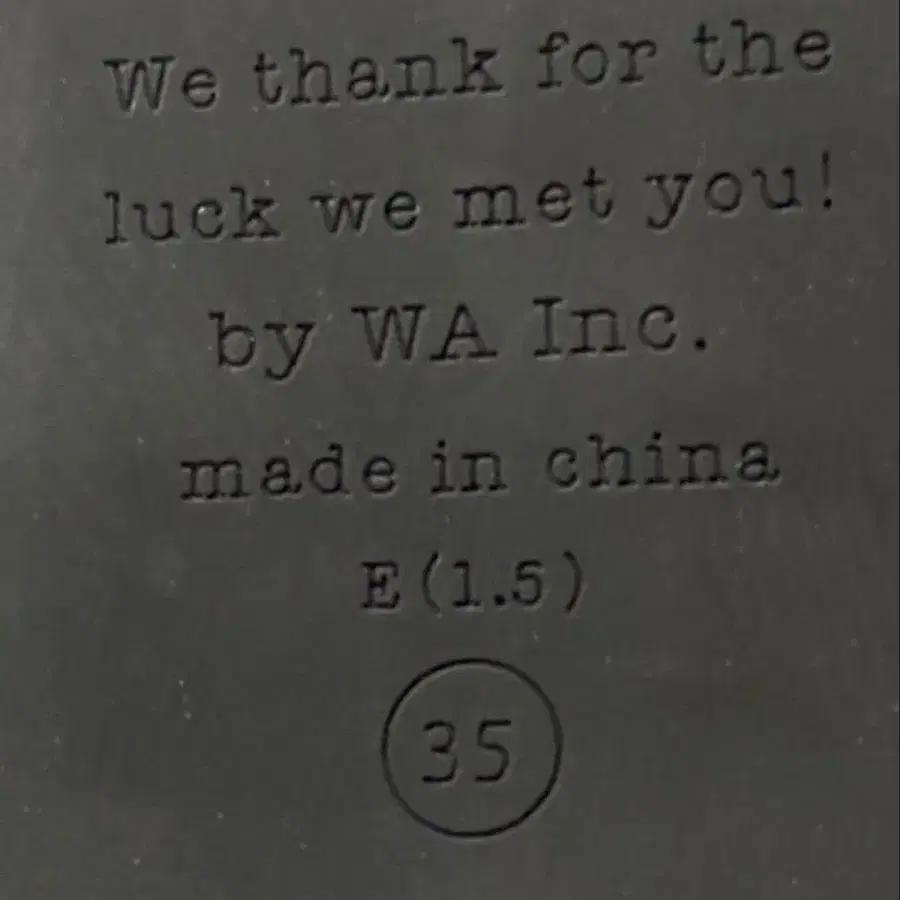 We thank for the
luck we met you!
by WA Inc.
made in china
E(1.5)
35